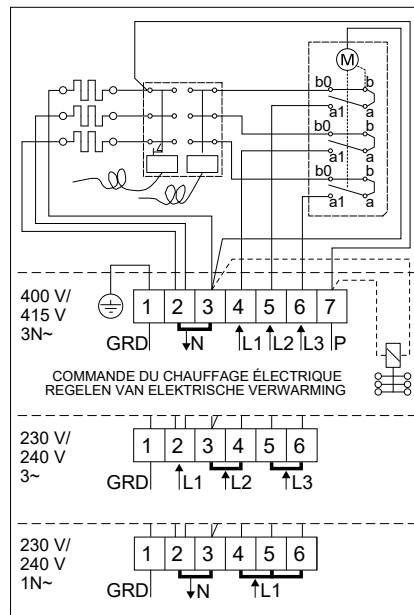 M
b0 b
a1 a
b0 b
a1 a
b0 b
a1 a
400 V/
415 V
3N~
1 2 3 4 5 6 7
GRD N L1 L2 L3 P
COMMANDE DU CHAUFFAGE ÉLECTRIQUE
REGELEN VAN ELEKTRISCHE VERWARMING
230 V/
240 V
3~
1 2 3 4 5 6
GRD L1 L2 L3
230 V/
240 V
1N~
1 2 3 4 5 6
GRD N L1